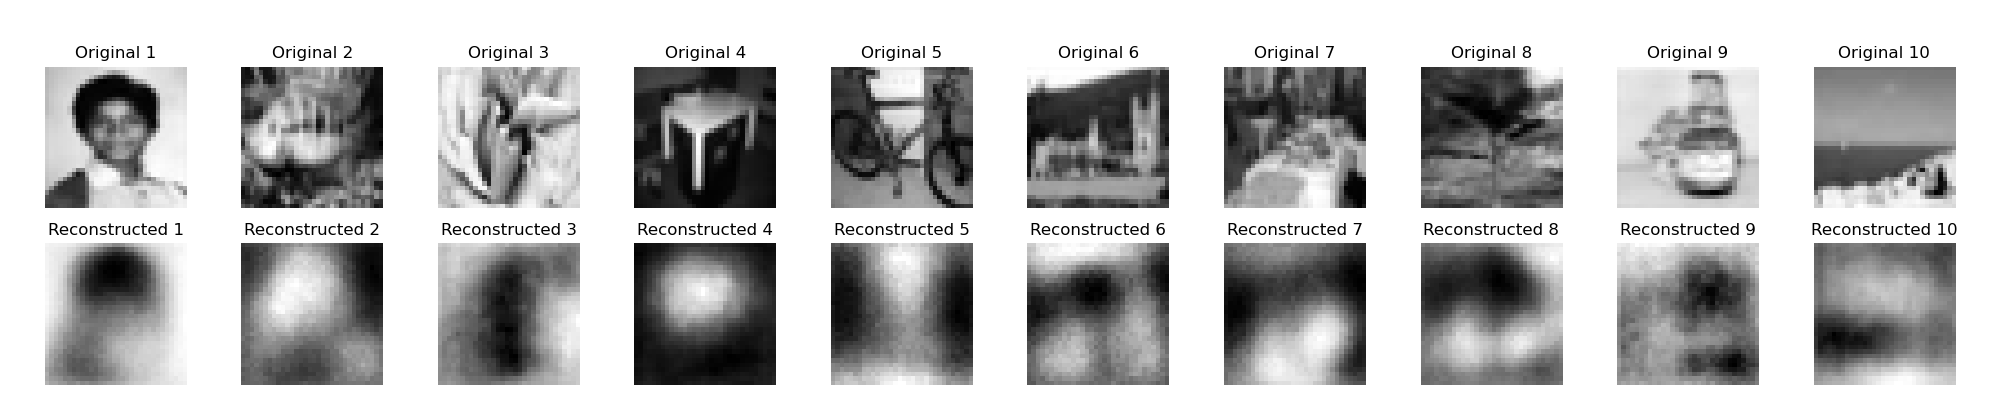 Original 1 Original 2 Original 3 Original 4 Original 5 Original 6 Original 7 Original 8 Original 9 Original 10
Reconstructed 1 Reconstructed 2 Reconstructed 3 Reconstructed 4 Reconstructed 5 Reconstructed 6 Reconstructed 7 Reconstructed 8 Reconstructed 9 Reconstructed 10